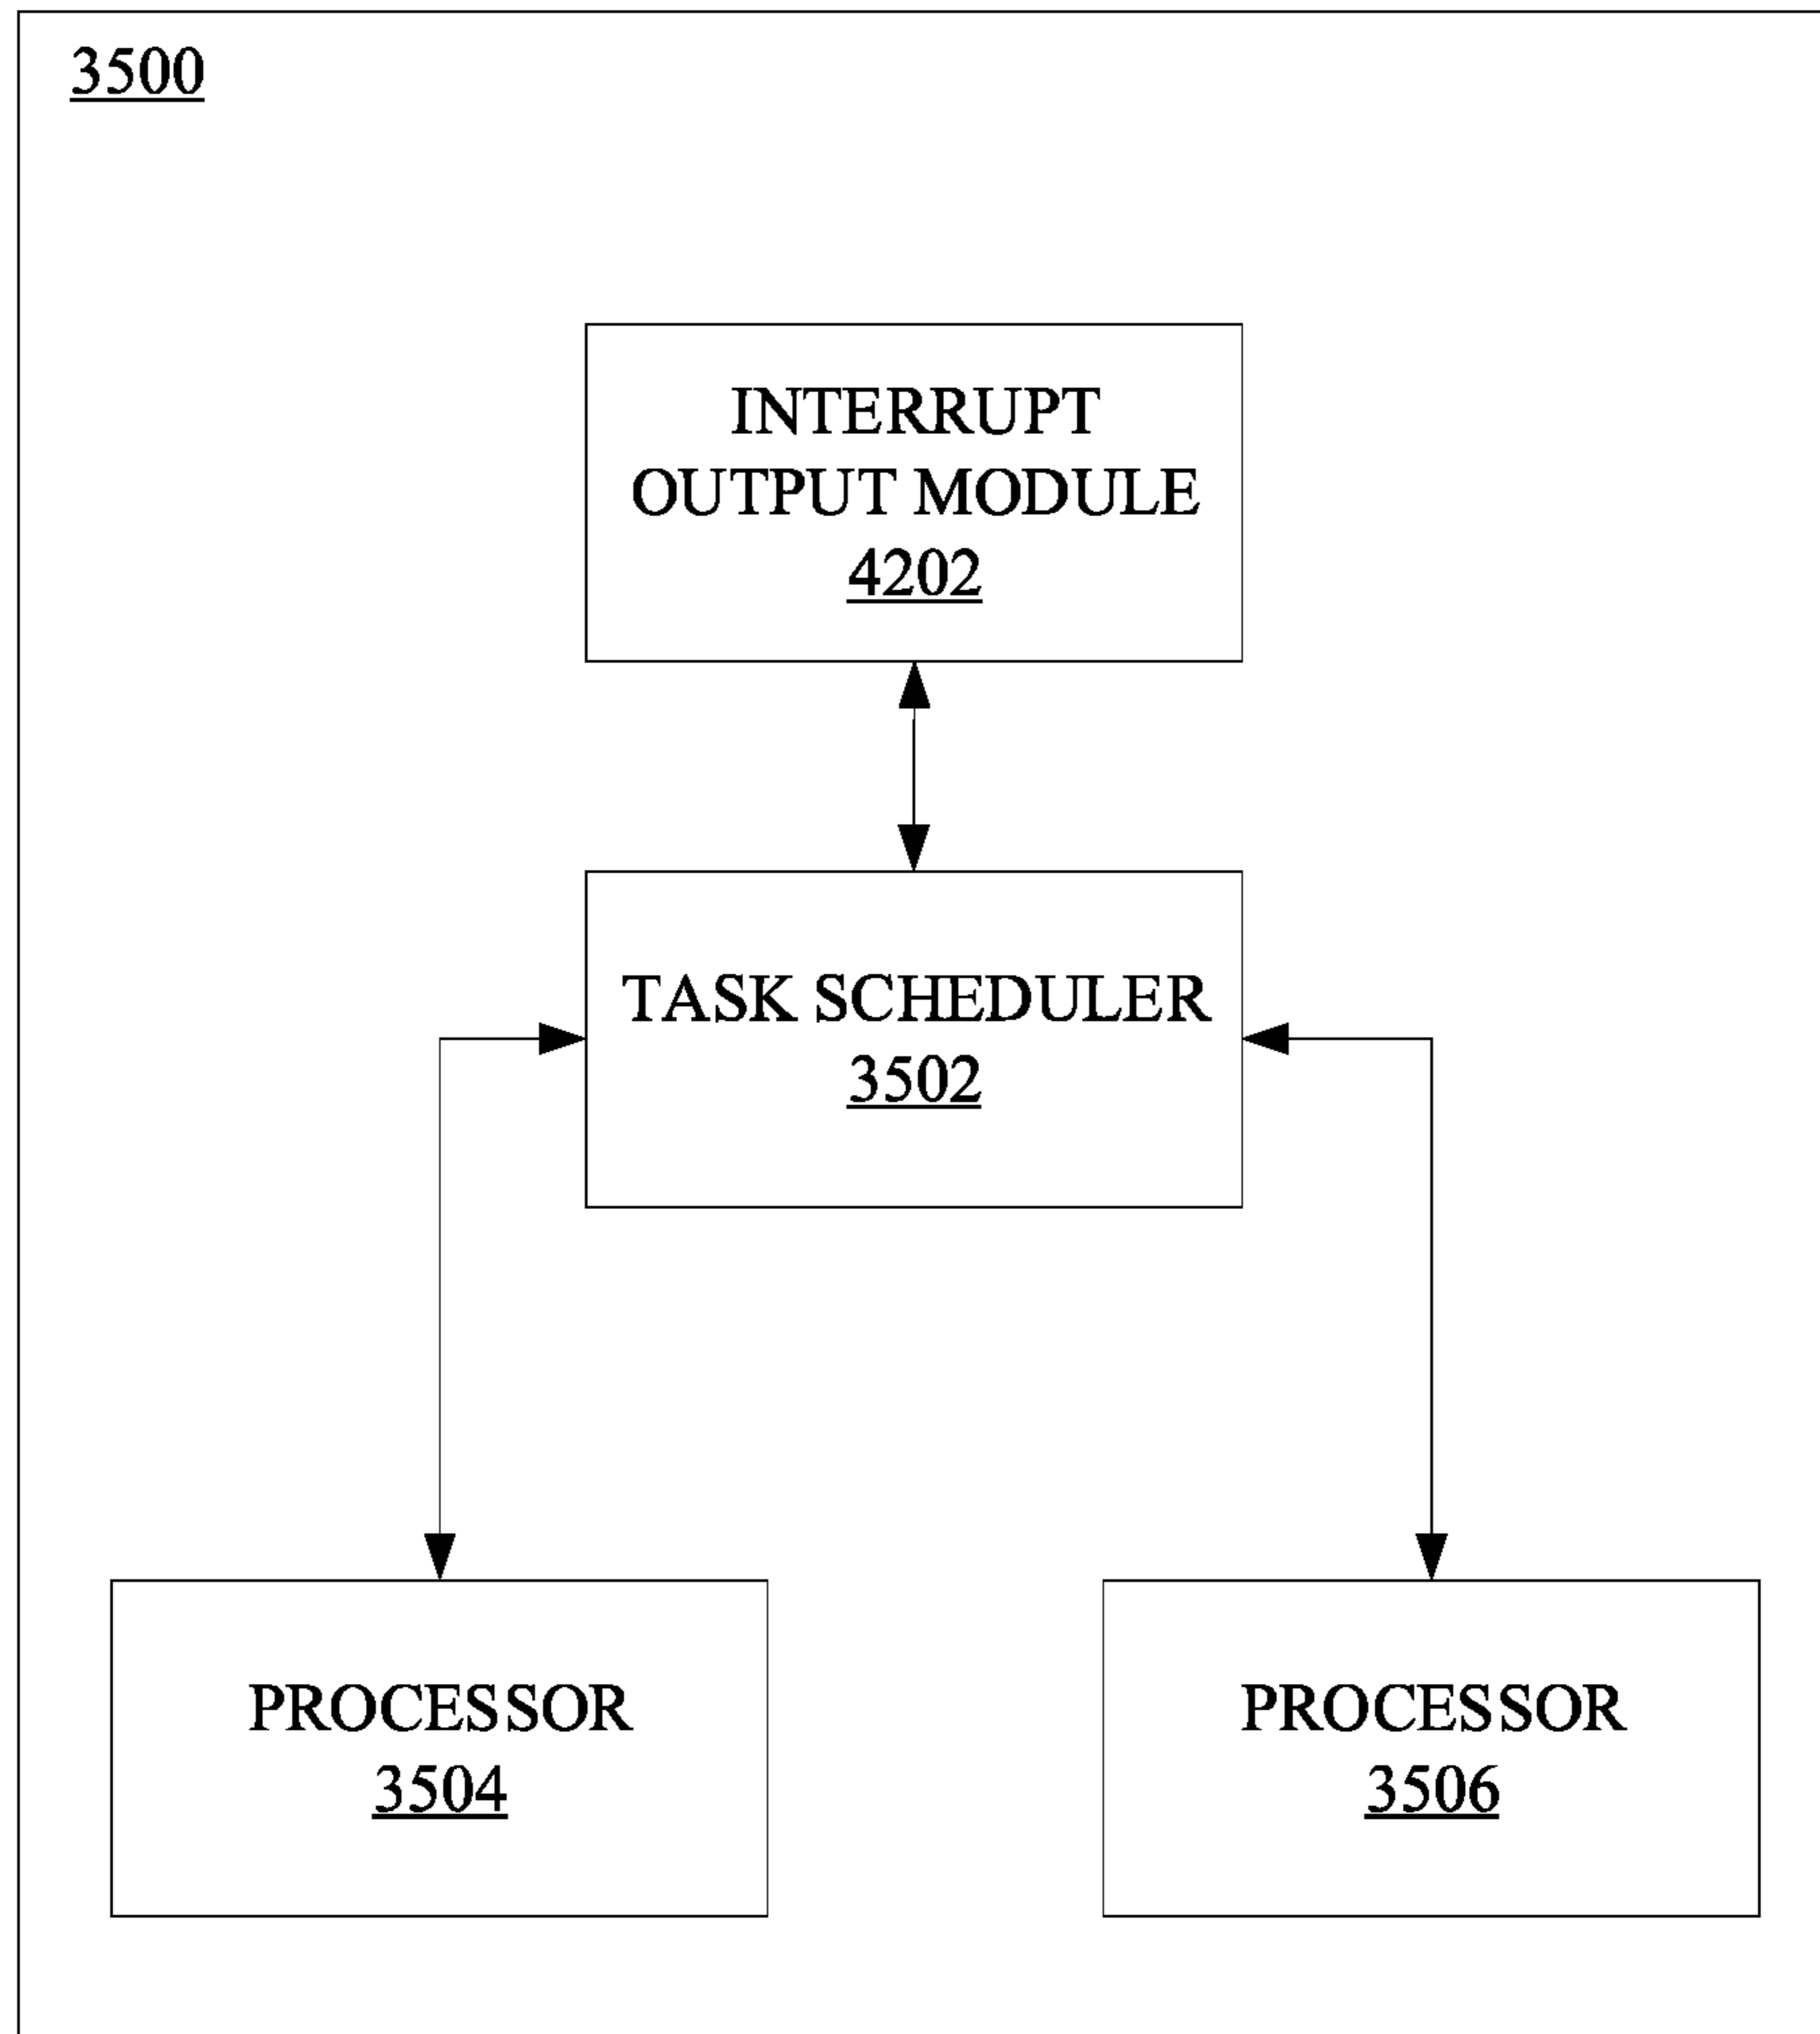 3500
INTERRUPT
OUTPUT MODULE
4202
TASK SCHEDULER
3502
PROCESSOR
3504
PROCESSOR
3506